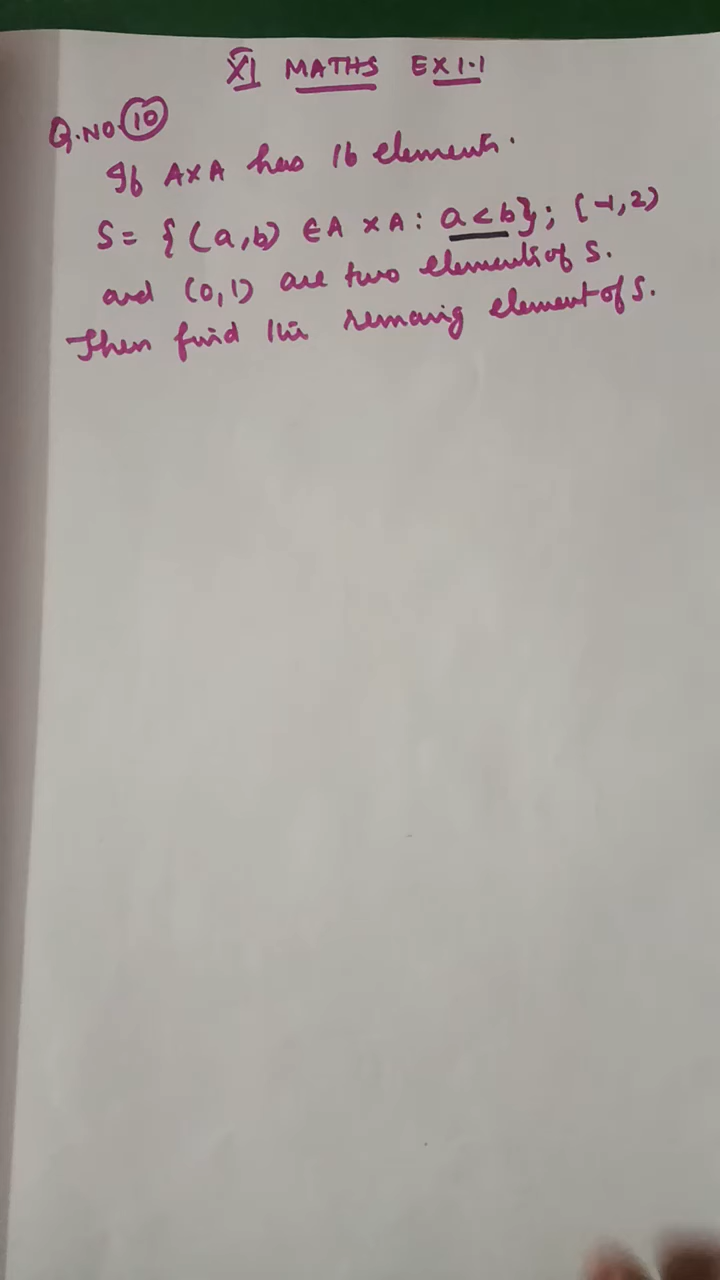 XI MATHS EX 1.1
Q.NO. 10
If A×A has 16 elements.
S = {(a,b) ∈ A × A : a < b}; (-1,2)
and (0,1) are two elements of S.
Then find the remaing element of S.